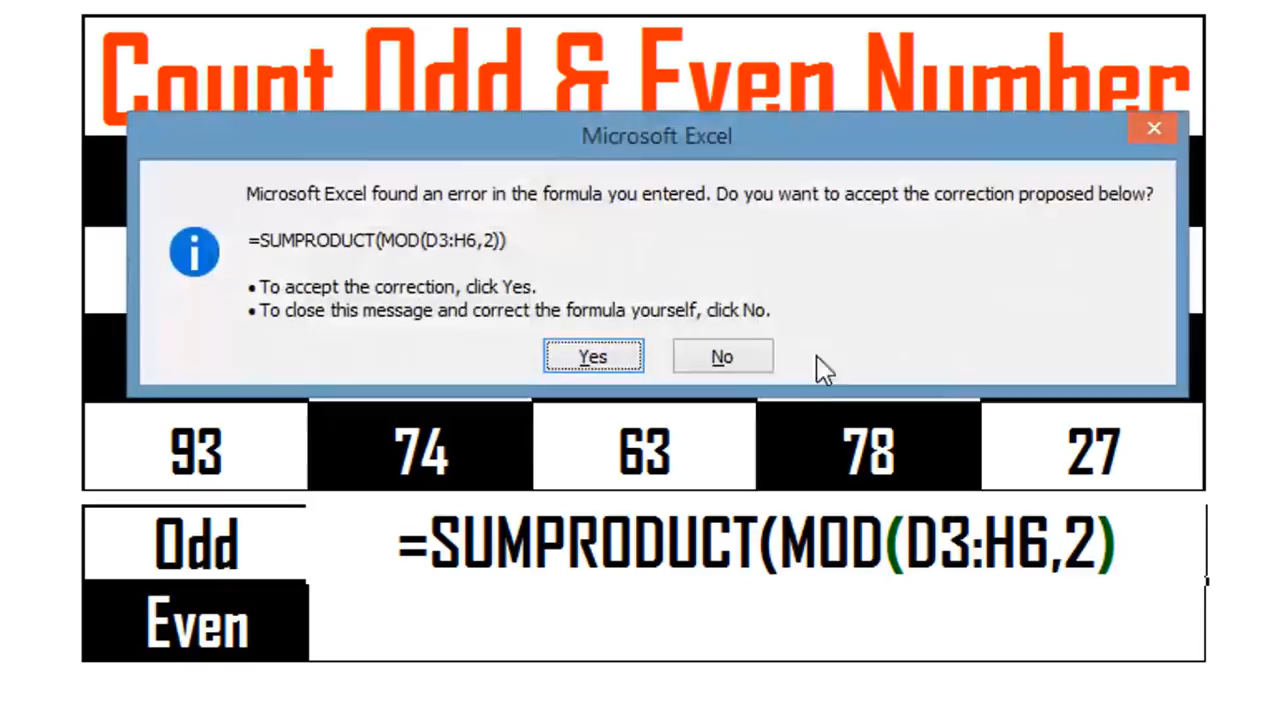 Count Odd & Even Number
Microsoft Excel
Microsoft Excel found an error in the formula you entered. Do you want to accept the correction proposed below?
=SUMPRODUCT(MOD(D3:H6,2))
• To accept the correction, click Yes.
• To close this message and correct the formula yourself, click No.
Yes No
93 74 63 78 27
Odd =SUMPRODUCT(MOD(D3:H6,2)
Even